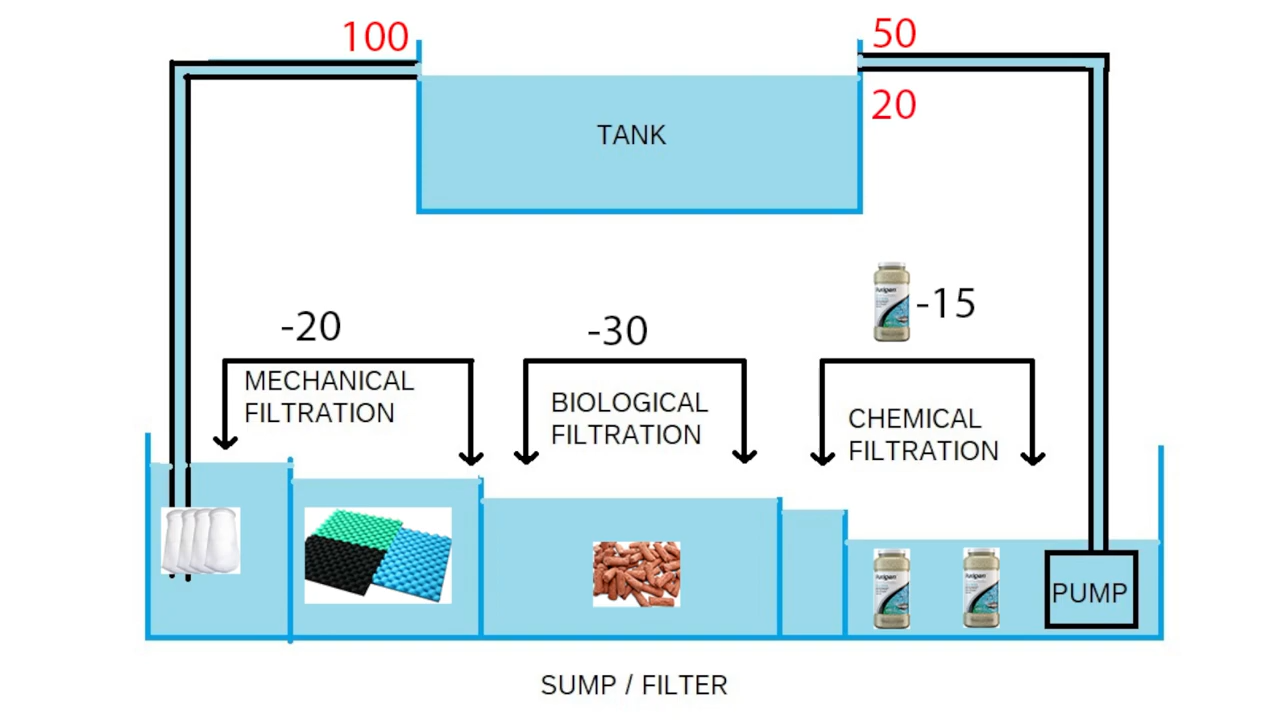 100
50
20
TANK
-15
-20
-30
MECHANICAL
FILTRATION
BIOLOGICAL
FILTRATION
CHEMICAL
FILTRATION
PUMP
SUMP / FILTER